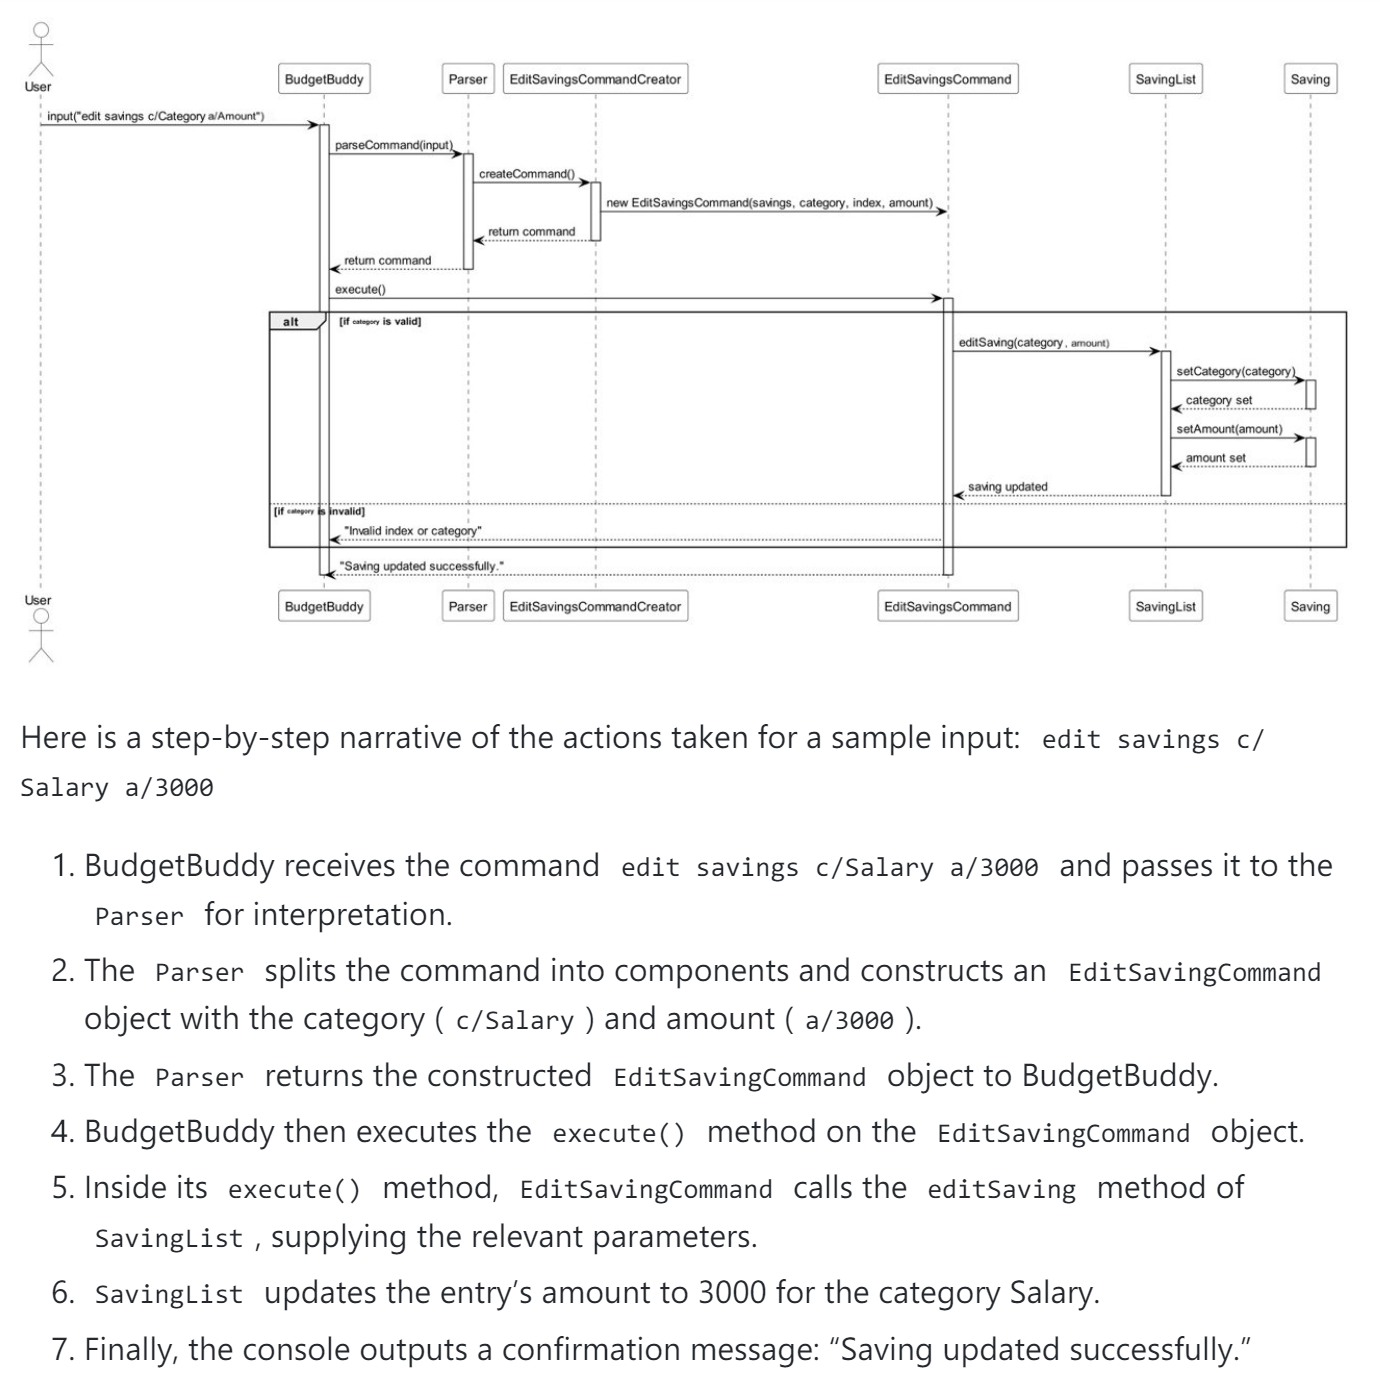 User
BudgetBuddy
Parser
EditSavingsCommandCreator
EditSavingsCommand
SavingList
Saving
input("edit savings c/Category a/Amount")
parseCommand(input)
createCommand()
new EditSavingsCommand(savings, category, index, amount)
return command
return command
execute()
alt
[if category is valid]
editSaving(category, amount)
setCategory(category)
category set
setAmount(amount)
amount set
saving updated
[if category is invalid]
"Invalid index or category"
"Saving updated successfully."
User
BudgetBuddy
Parser
EditSavingsCommandCreator
EditSavingsCommand
SavingList
Saving
Here is a step-by-step narrative of the actions taken for a sample input: edit savings c/
Salary a/3000
1. BudgetBuddy receives the command edit savings c/Salary a/3000 and passes it to the
Parser for interpretation.
2. The Parser splits the command into components and constructs an EditSavingCommand
object with the category ( c/Salary ) and amount ( a/3000 ).
3. The Parser returns the constructed EditSavingCommand object to BudgetBuddy.
4. BudgetBuddy then executes the execute() method on the EditSavingCommand object.
5. Inside its execute() method, EditSavingCommand calls the editSaving method of
SavingList , supplying the relevant parameters.
6. SavingList updates the entry’s amount to 3000 for the category Salary.
7. Finally, the console outputs a confirmation message: “Saving updated successfully.”